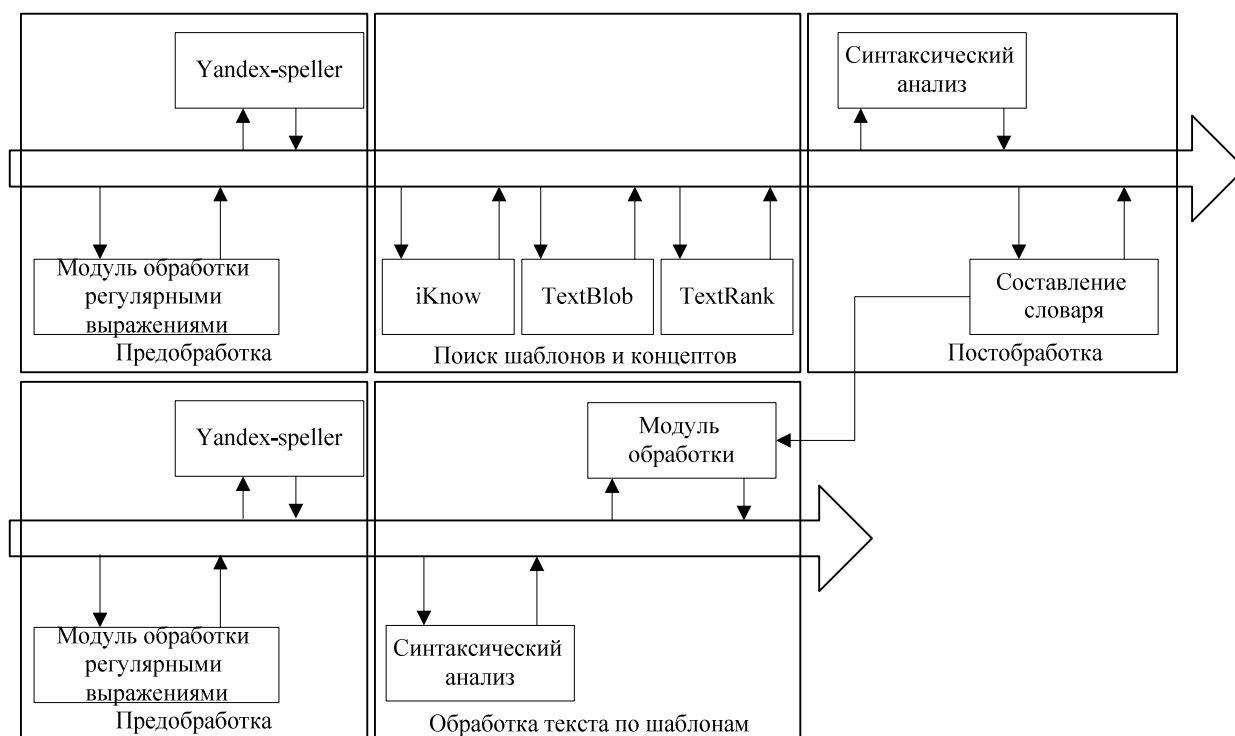 Yandex-speller
Модуль обработки
регулярными
выражениями
Предобработка
iKnow
TextBlob
TextRank
Поиск шаблонов и концептов
Синтаксический
анализ
Составление
словаря
Постобработка
Yandex-speller
Модуль обработки
регулярными
выражениями
Предобработка
Модуль
обработки
Синтаксический
анализ
Обработка текста по шаблонам